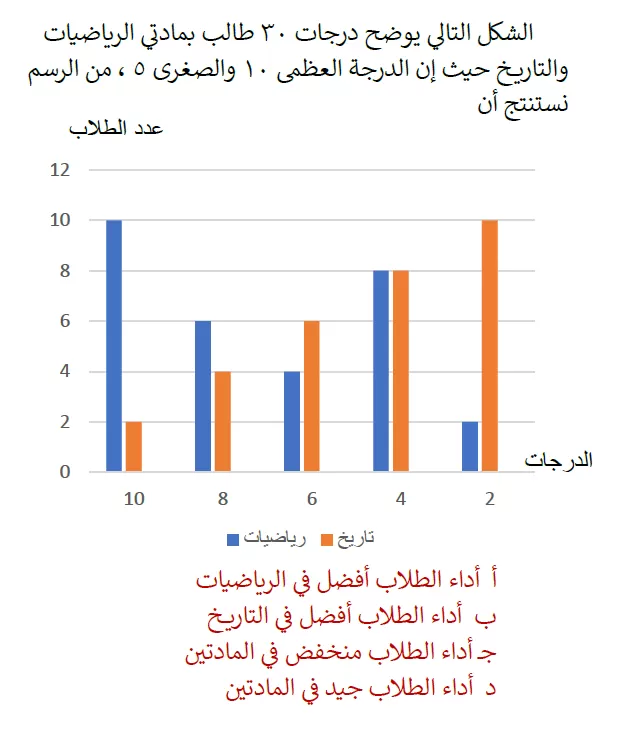 الشكل التالي يوضح درجات ٣٠ طالب بمادتي الرياضيات
والتاريخ حيث إن الدرجة العظمى ١٠ والصغرى ٥ ، من الرسم
نستنتج أن
عدد الطلاب
12
10
8
6
4
2
0
الدرجات
10 8 6 4 2
رياضيات تاريخ
أ أداء الطلاب أفضل في الرياضيات
ب أداء الطلاب أفضل في التاريخ
جـ أداء الطلاب منخفض في المادتين
د أداء الطلاب جيد في المادتين